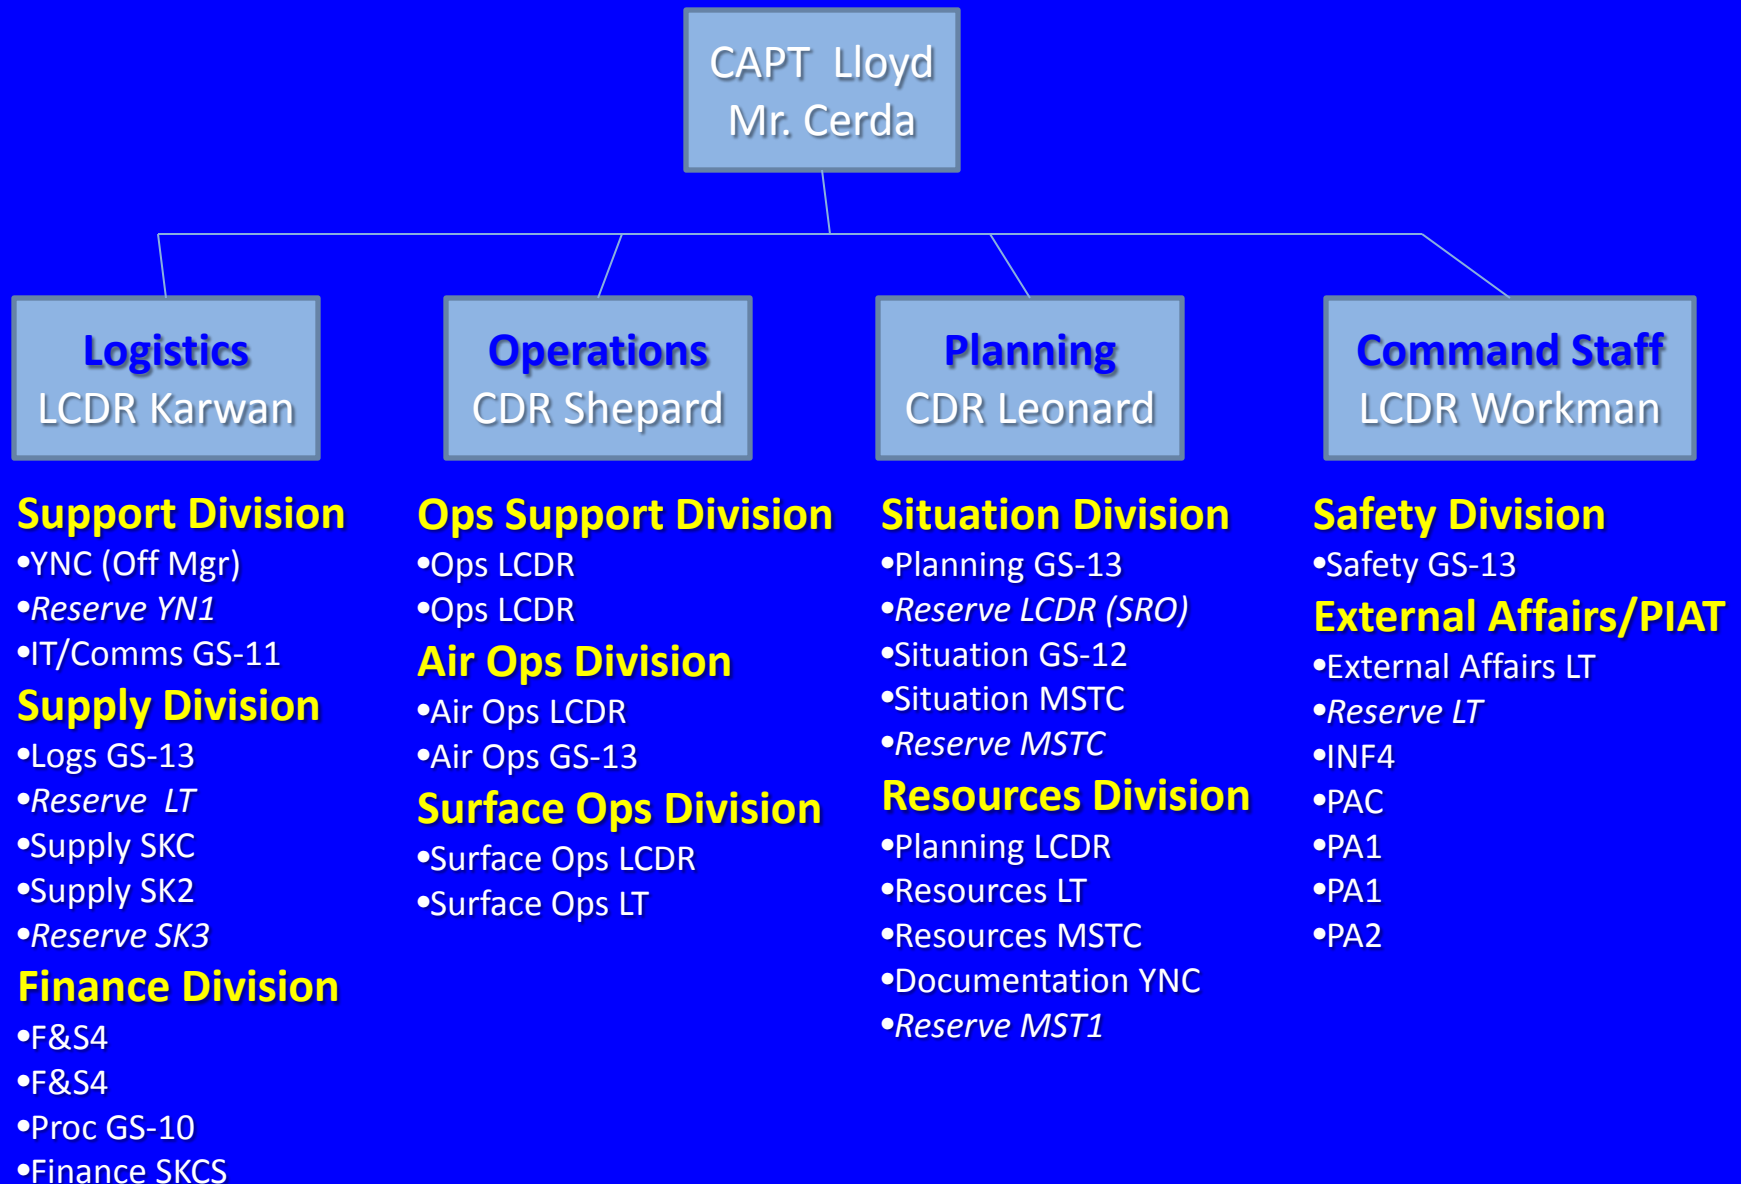 CAPT  Lloyd
Mr. Cerda
Logistics
LCDR Karwan
Operations
CDR Shepard
Planning
CDR Leonard
Command Staff
LCDR Workman
Support Division
•YNC (Off Mgr)
•Reserve YN1
•IT/Comms GS-11
Supply Division
•Logs GS-13
•Reserve  LT
•Supply SKC
•Supply SK2
•Reserve SK3
Finance Division
•F&S4
•F&S4
•Proc GS-10
•Finance SKCS
Ops Support Division
•Ops LCDR
•Ops LCDR
Air Ops Division
•Air Ops LCDR
•Air Ops GS-13
Surface Ops Division
•Surface Ops LCDR
•Surface Ops LT
Situation Division
•Planning GS-13
•Reserve LCDR (SRO)
•Situation GS-12
•Situation MSTC
•Reserve MSTC
Resources Division
•Planning LCDR
•Resources LT
•Resources MSTC
•Documentation YNC
•Reserve MST1
Safety Division
•Safety GS-13
External Affairs/PIAT
•External Affairs LT
•Reserve LT
•INF4
•PAC
•PA1
•PA1
•PA2